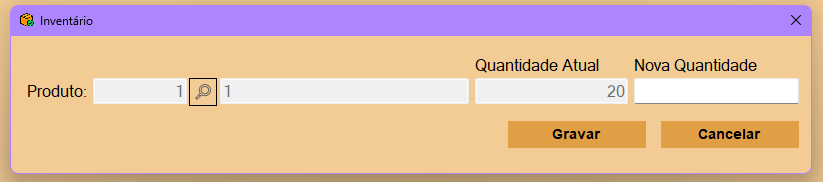 Inventário
Quantidade Atual Nova Quantidade
Produto: 1 1 20
Gravar Cancelar